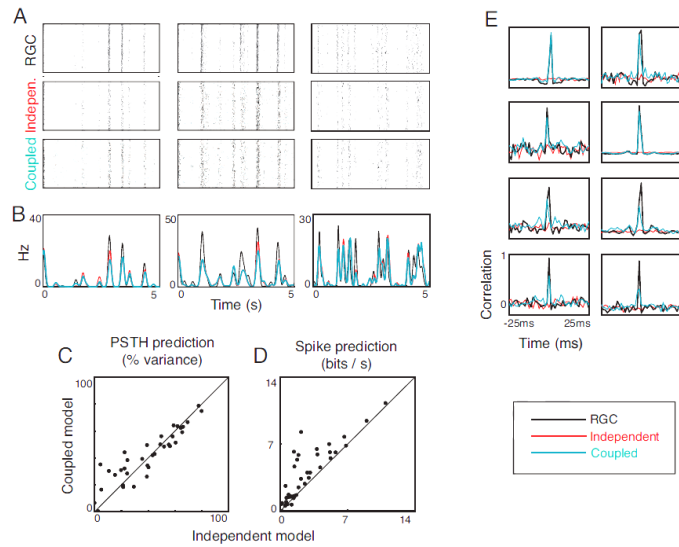 A
RGC
Indepen.
Coupled
B
Hz
40
0
0
5
50
0
0
5
30
0
0
5
Time (s)
C
PSTH prediction
(% variance)
Coupled model
100
0
0
100
D
Spike prediction
(bits / s)
14
7
0
0
7
14
Independent model
E
Correlation
1
0
-25ms
25ms
Time (ms)
RGC
Independent
Coupled